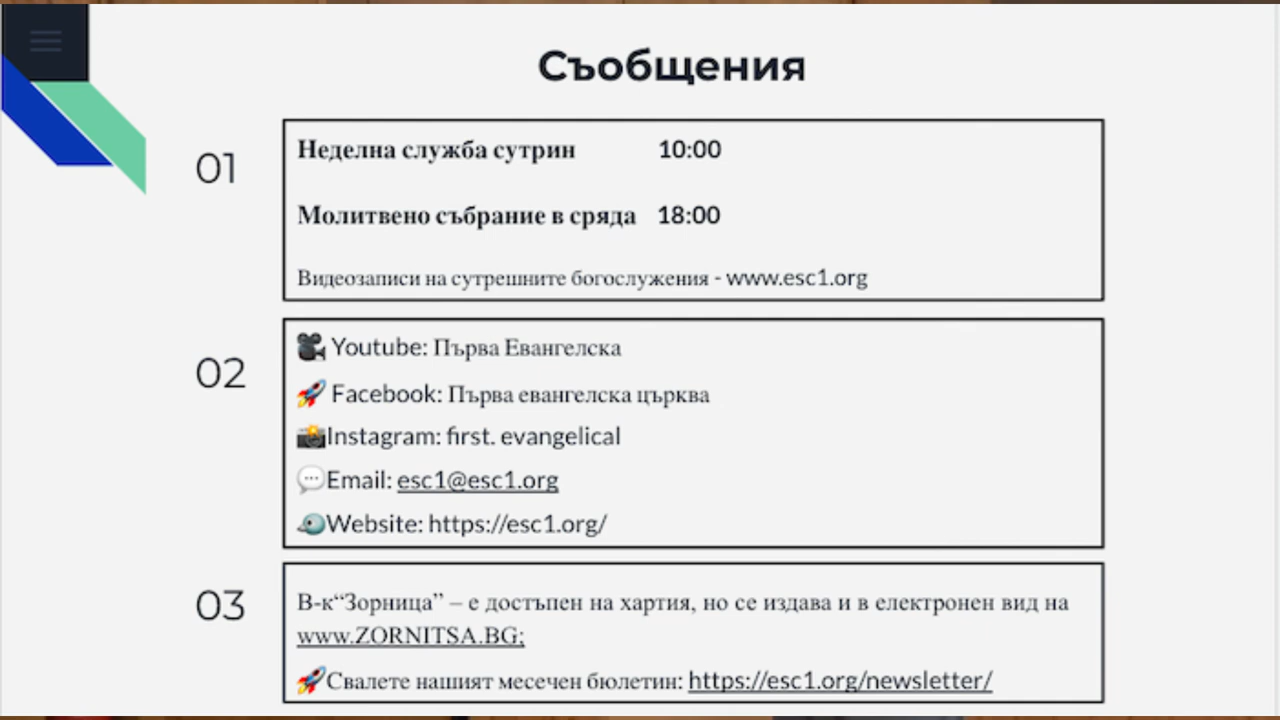 Съобщения
01
Неделна служба сутрин 10:00
Молитвено събрание в сряда 18:00
Видеозаписи на сутрешните богослужения - www.esc1.org
02
Youtube: Първа Евангелска
Facebook: Първа евангелска църква
Instagram: first. evangelical
Email: esc1@esc1.org
Website: https://esc1.org/
03
В-к“Зорница” – е достъпен на хартия, но се издава и в електронен вид на
www.ZORNITSA.BG;
Свалете нашият месечен бюлетин: https://esc1.org/newsletter/